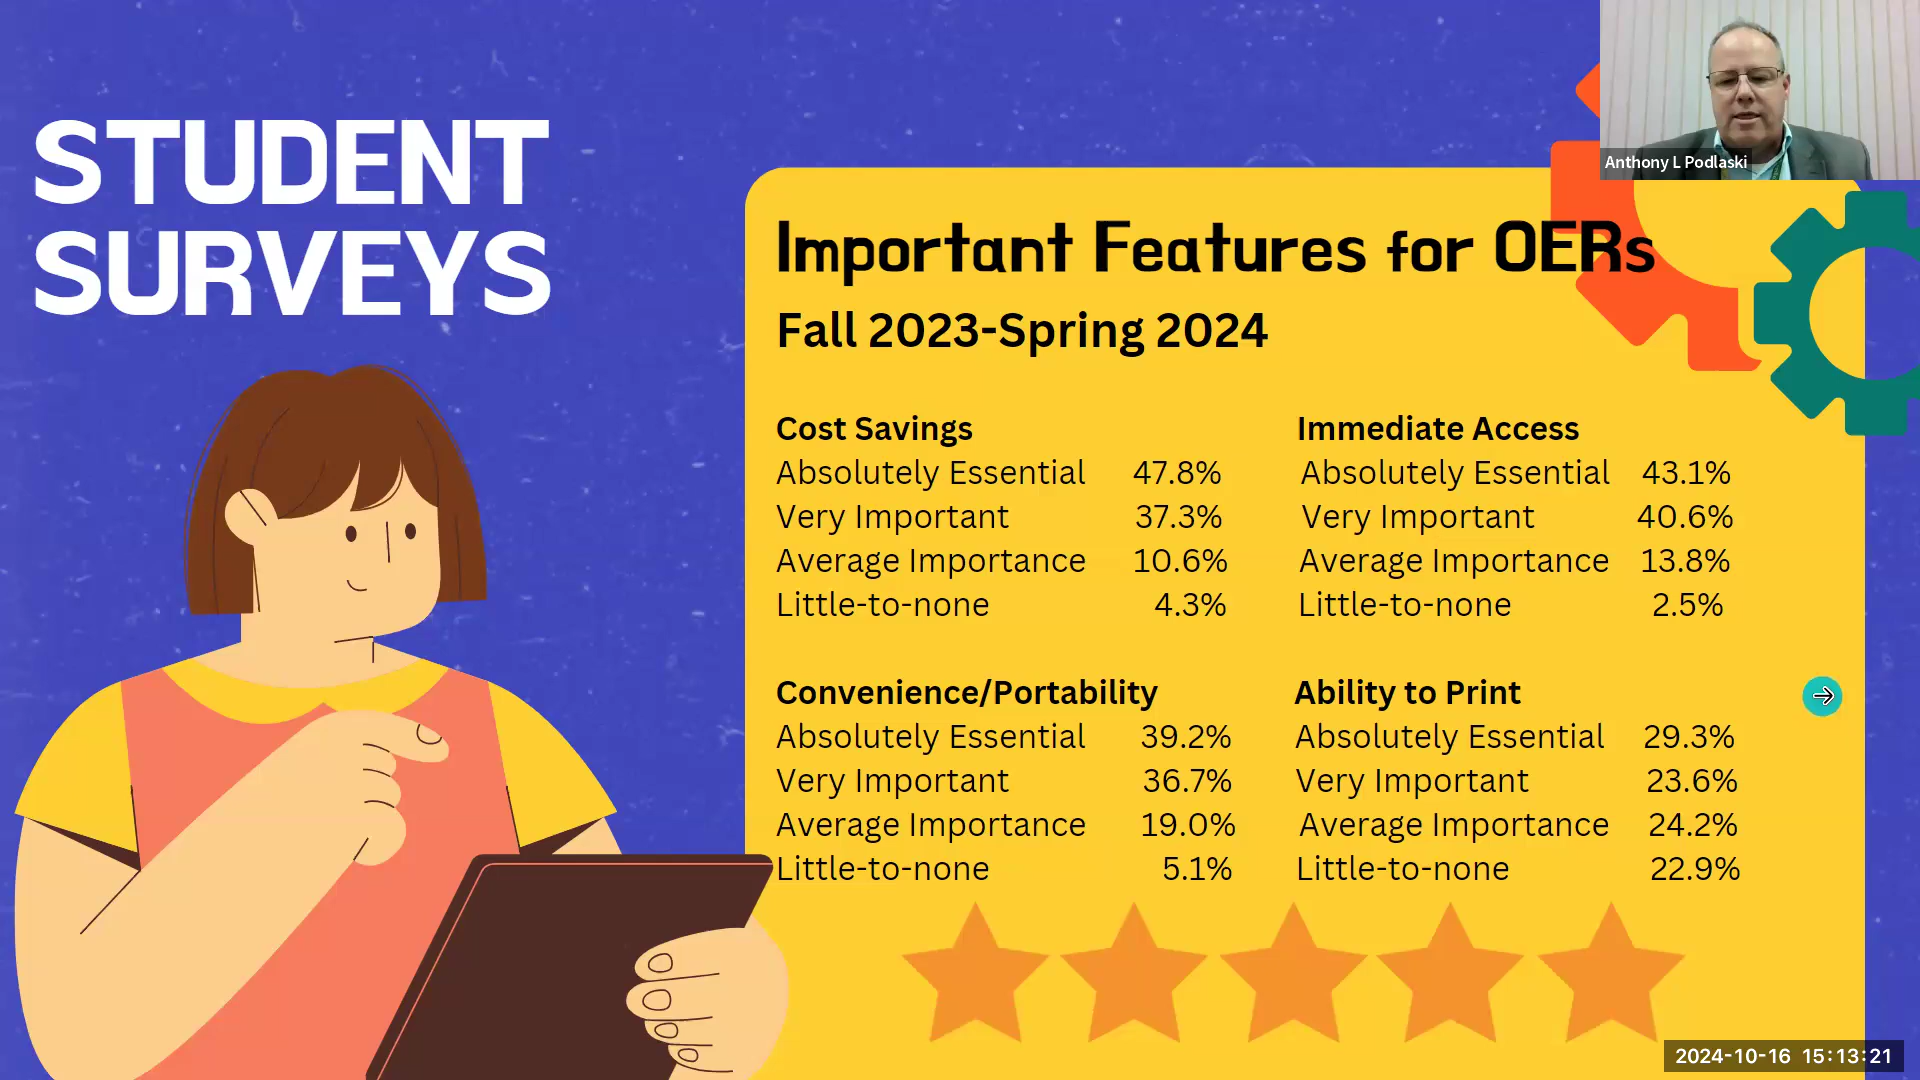 STUDENT
SURVEYS
Anthony L Podlaski
Important Features for OERs
Fall 2023-Spring 2024
Cost Savings
Absolutely Essential 47.8%
Very Important 37.3%
Average Importance 10.6%
Little-to-none 4.3%
Immediate Access
Absolutely Essential 43.1%
Very Important 40.6%
Average Importance 13.8%
Little-to-none 2.5%
Convenience/Portability
Absolutely Essential 39.2%
Very Important 36.7%
Average Importance 19.0%
Little-to-none 5.1%
Ability to Print
Absolutely Essential 29.3%
Very Important 23.6%
Average Importance 24.2%
Little-to-none 22.9%
2024-10-16 15:13:21